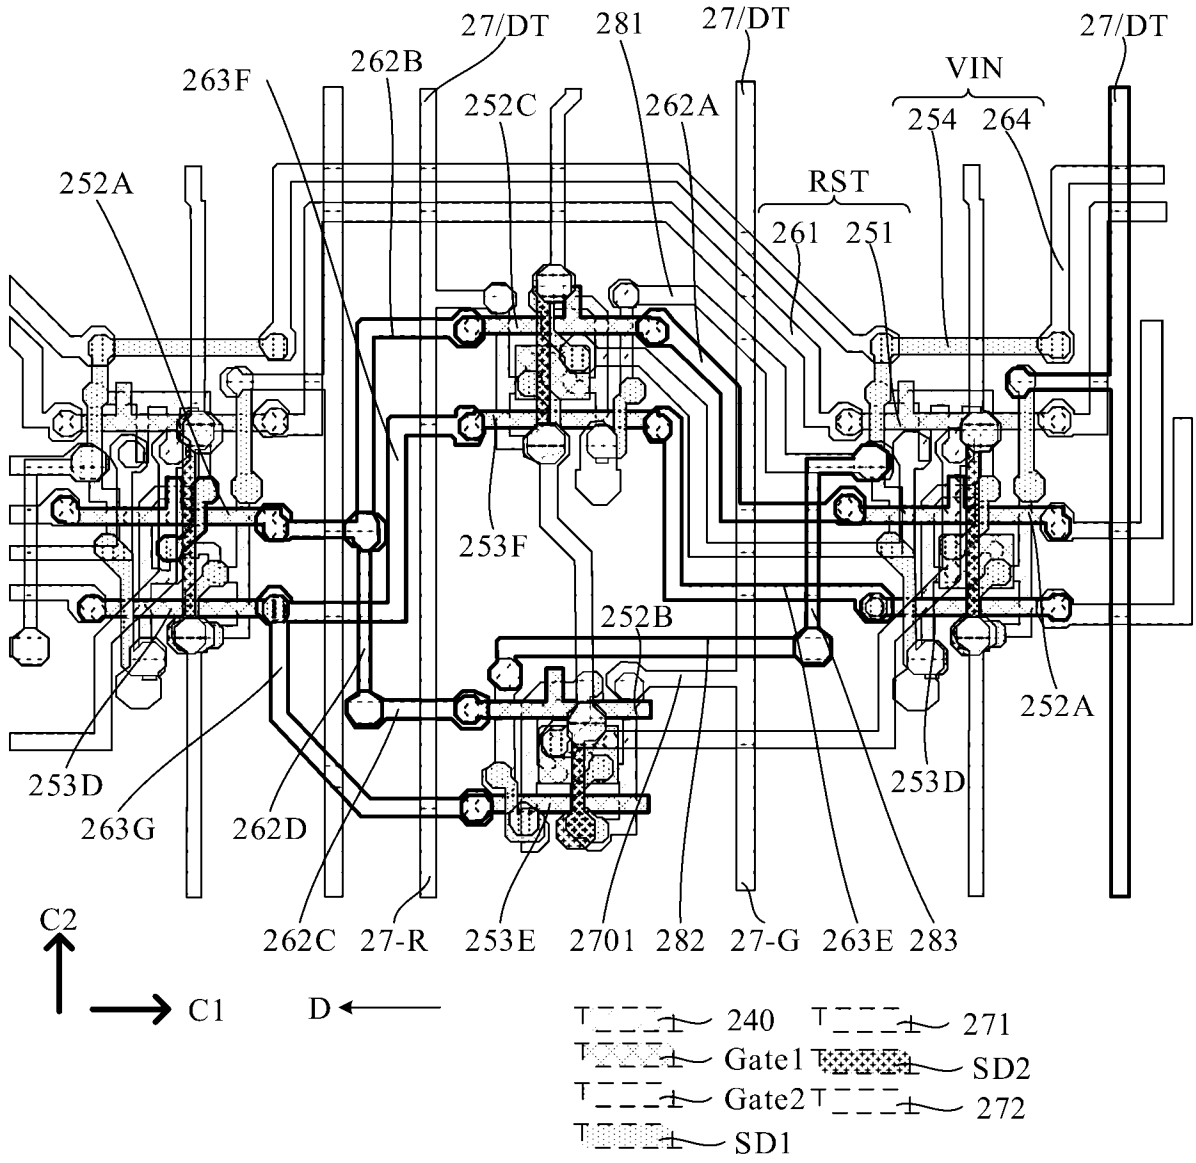 27/DT 281 27/DT 27/DT
263F 262B 252C 262A VIN
254 264
252A RST
261 251
253F
252B 252A
253D 253D
263G 262D
262C 27-R 253E 2701 282 27-G 263E 283
C2
C1 D
240 271
Gate1 SD2
Gate2 272
SD1